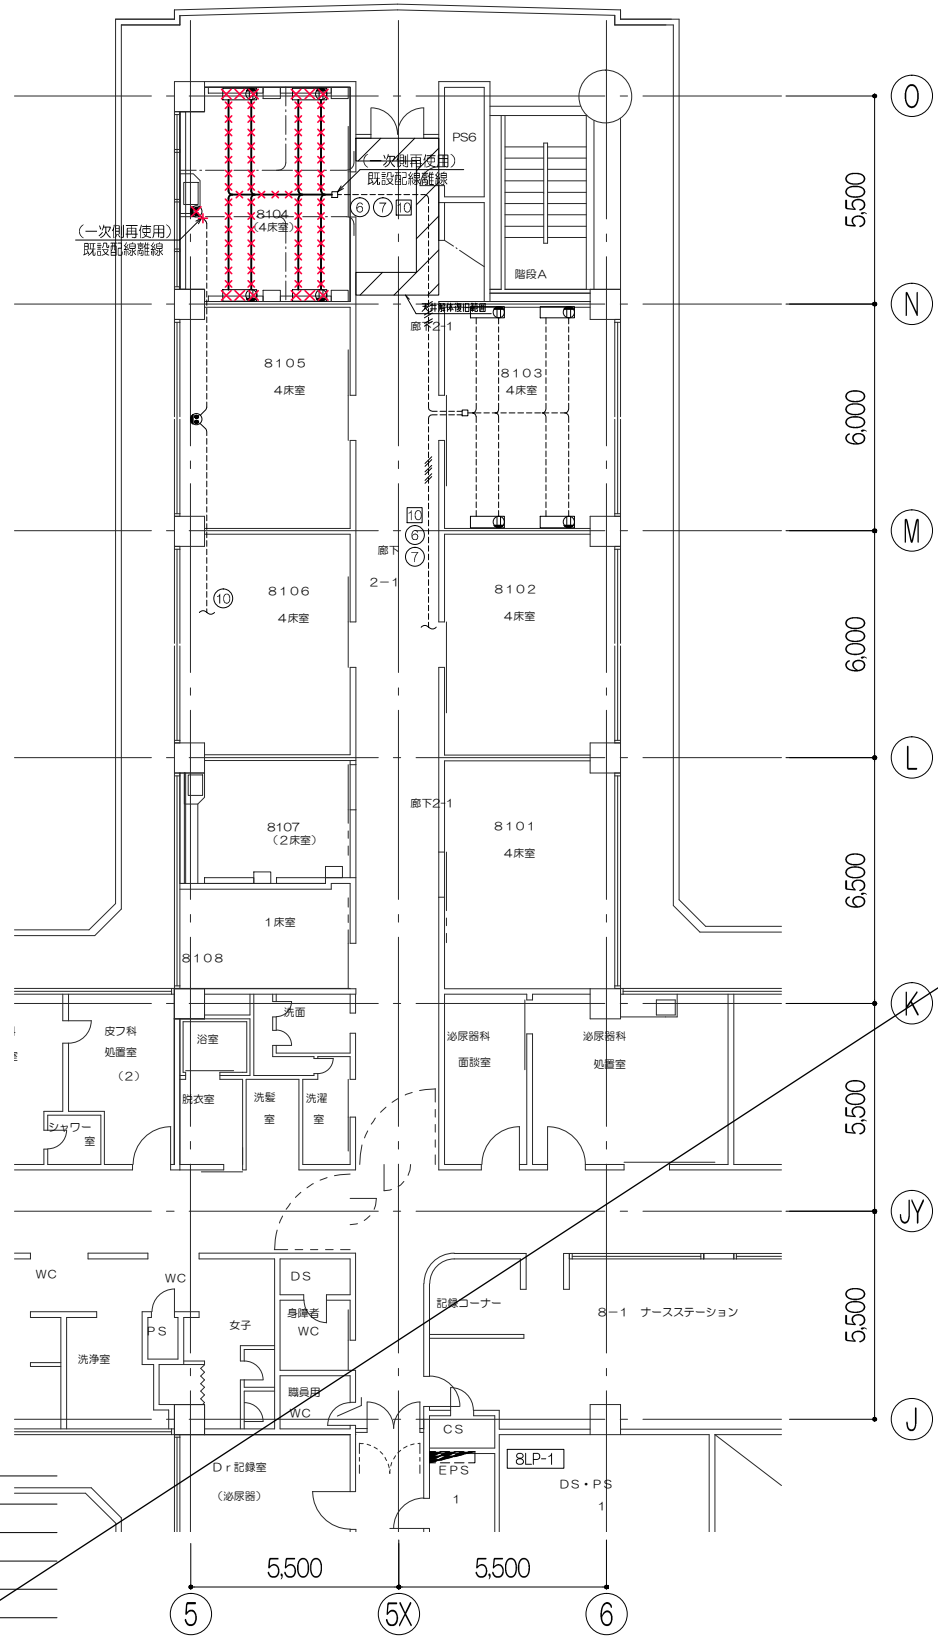 O
PS6
(一次側再使用)
既設配線離線
5,500
⑥ ⑦ 10
8104
(4床室)
(一次側再使用)
既設配線離線
階段A
N
天井解体復旧範囲
廊下2-1
8105
4床室
8103
4床室
6,000
10
⑥
⑦
M
廊下
2-1
8106
4床室
⑩
8102
4床室
6,000
L
廊下2-1
8107
(2床室)
8101
4床室
6,500
1床室
8108
K
洗面
皮フ科
処置室
(2)
浴室
泌尿器科
面談室
泌尿器科
処置室
室
脱衣室
洗髪
室
洗濯
室
シャワー
室
5,500
JY
WC
WC
DS
PS
女子
身障者
WC
記録コーナー
8-1 ナースステーション
5,500
洗浄室
職員用
WC
J
CS
Dr記録室
(泌尿器)
EPS
1
8LP-1
DS・PS
1
5,500
5,500
5
5X
6